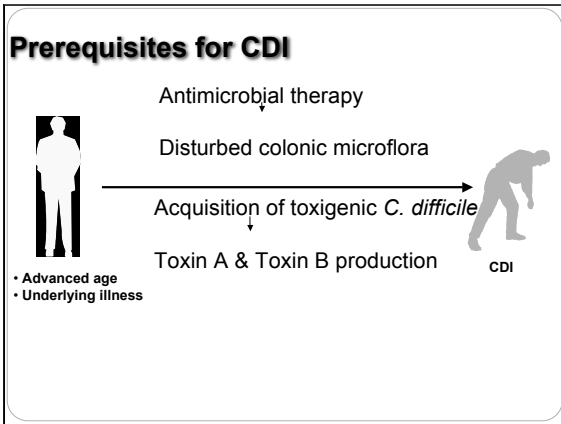 Prerequisites for CDI
Antimicrobial therapy
Disturbed colonic microflora
Acquisition of toxigenic C. difficile
Toxin A & Toxin B production
• Advanced age
• Underlying illness
CDI